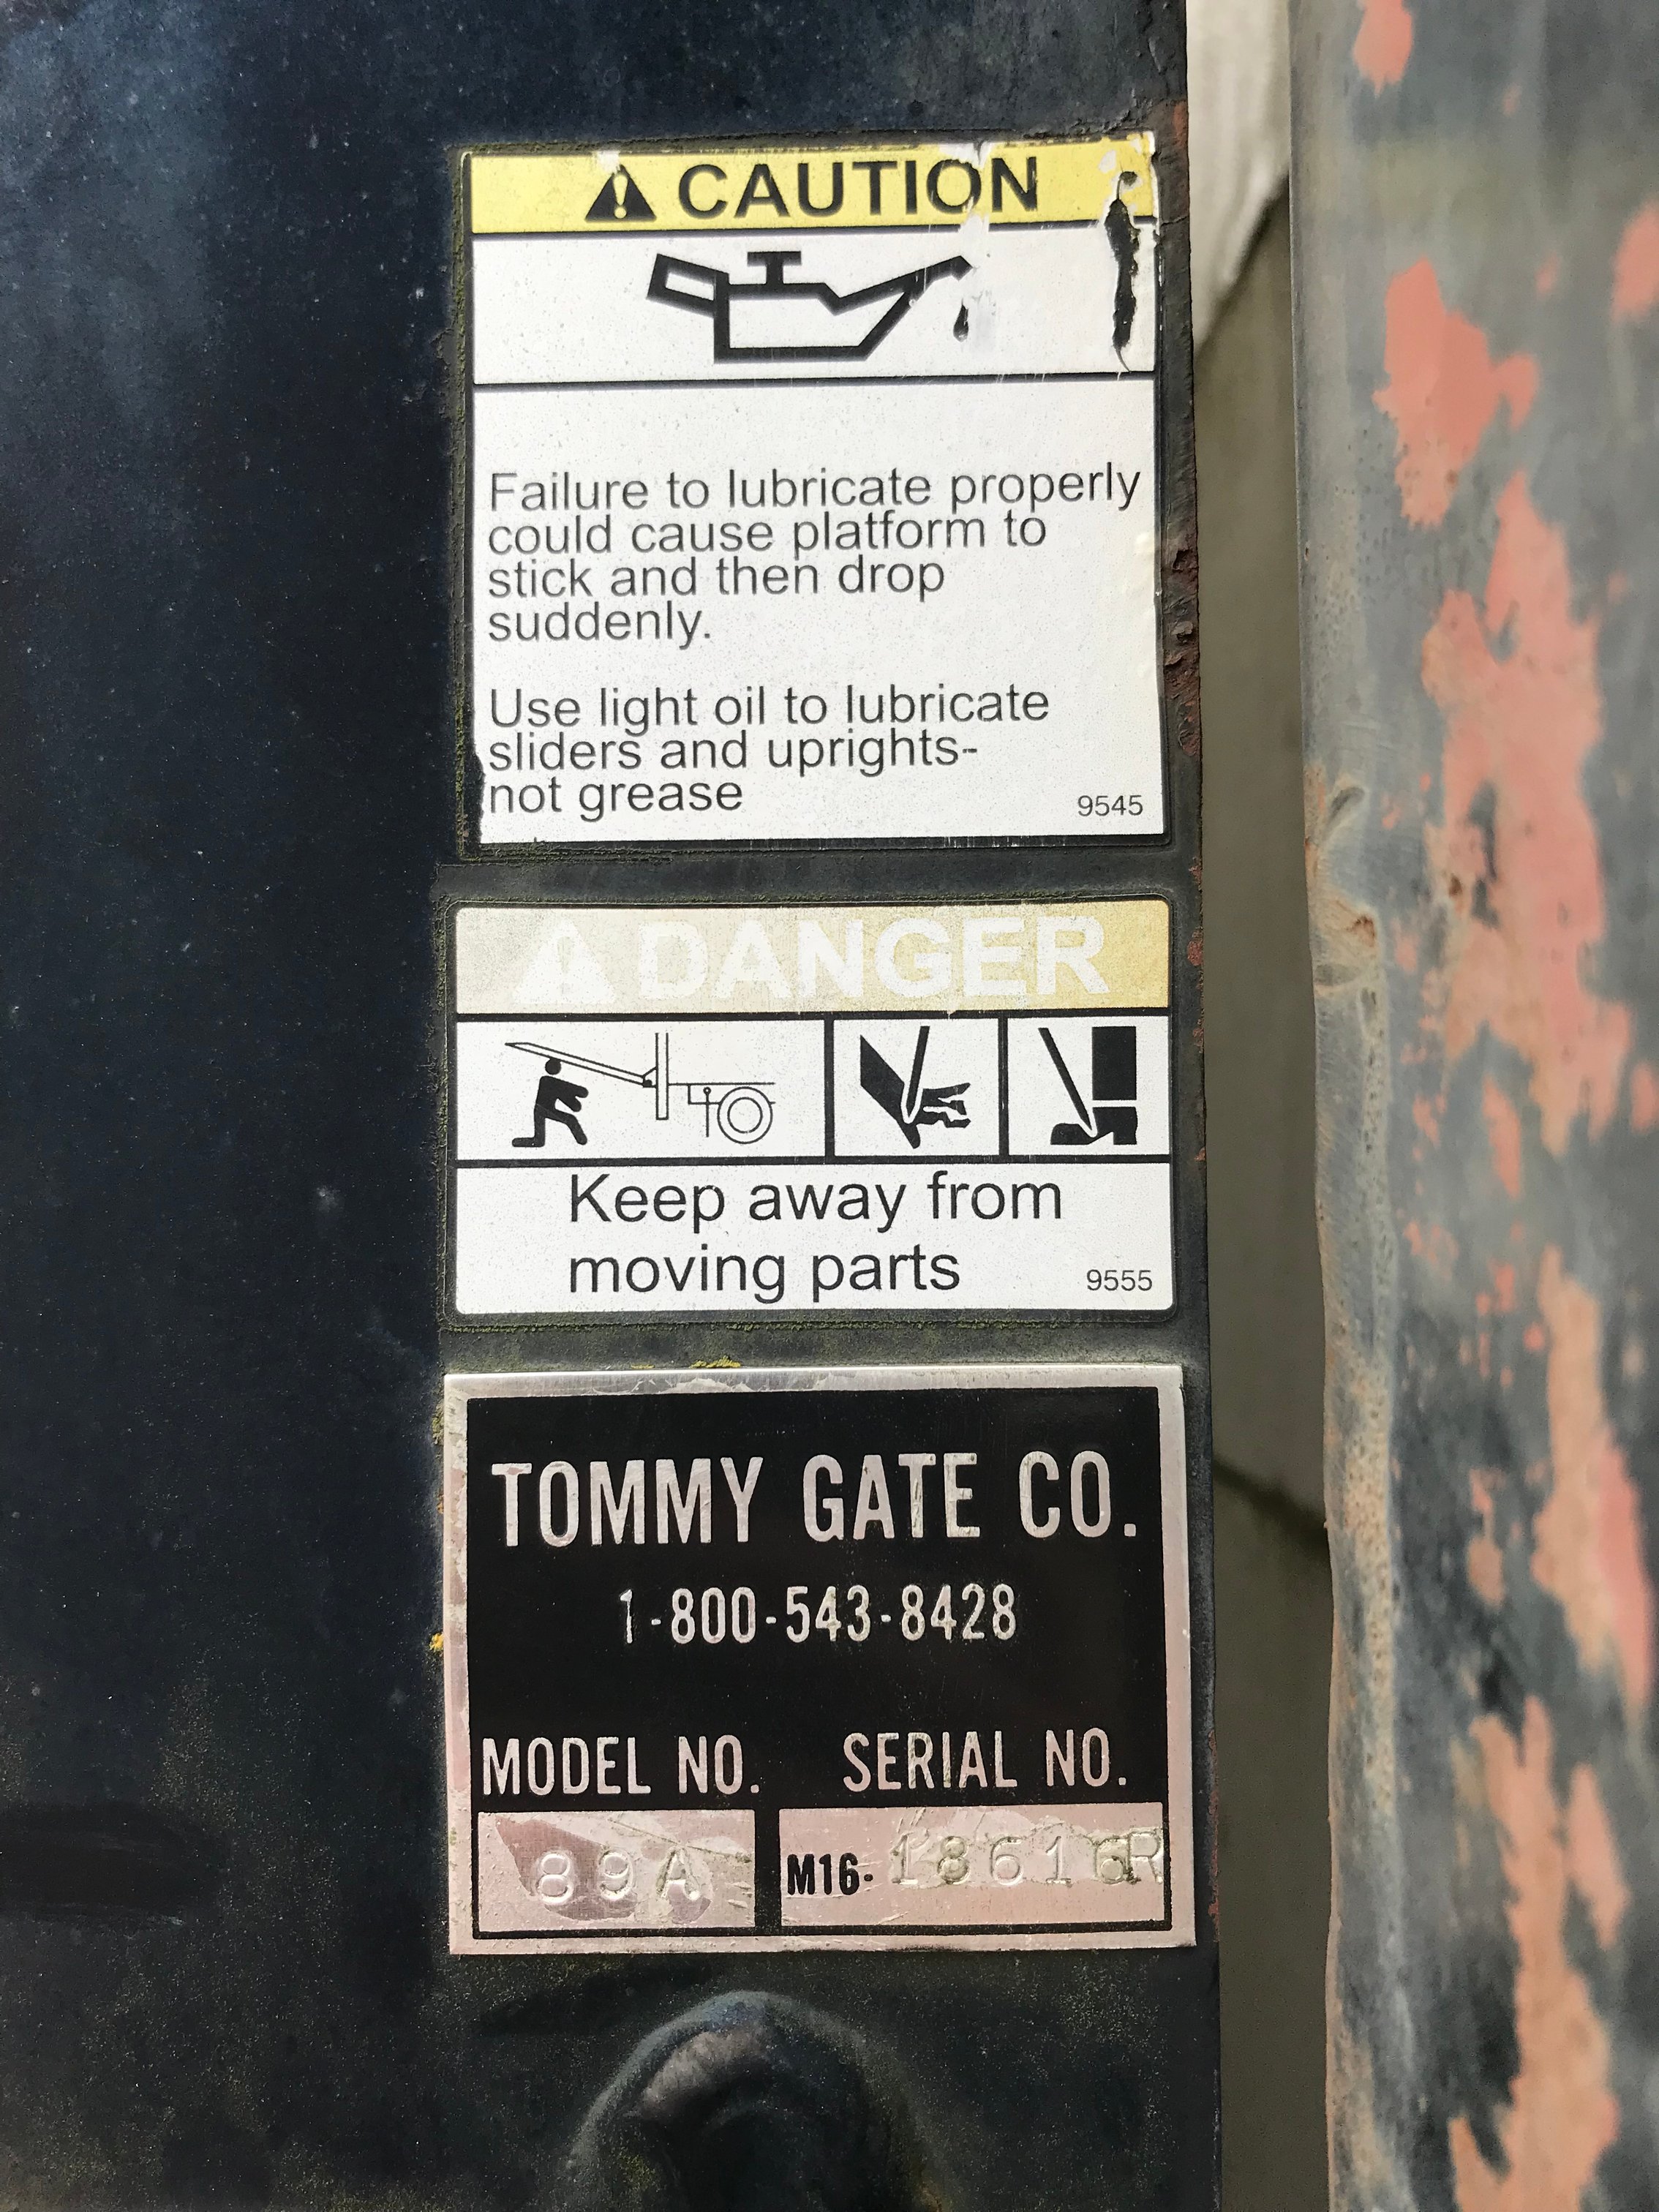 CAUTION
Failure to lubricate properly
could cause platform to
stick and then drop
suddenly.
Use light oil to lubricate
sliders and uprights-
not grease
9545
DANGER
Keep away from
moving parts
9555
TOMMY GATE CO.
1-800-543-8428
MODEL NO. SERIAL NO.
89A M16-18616R